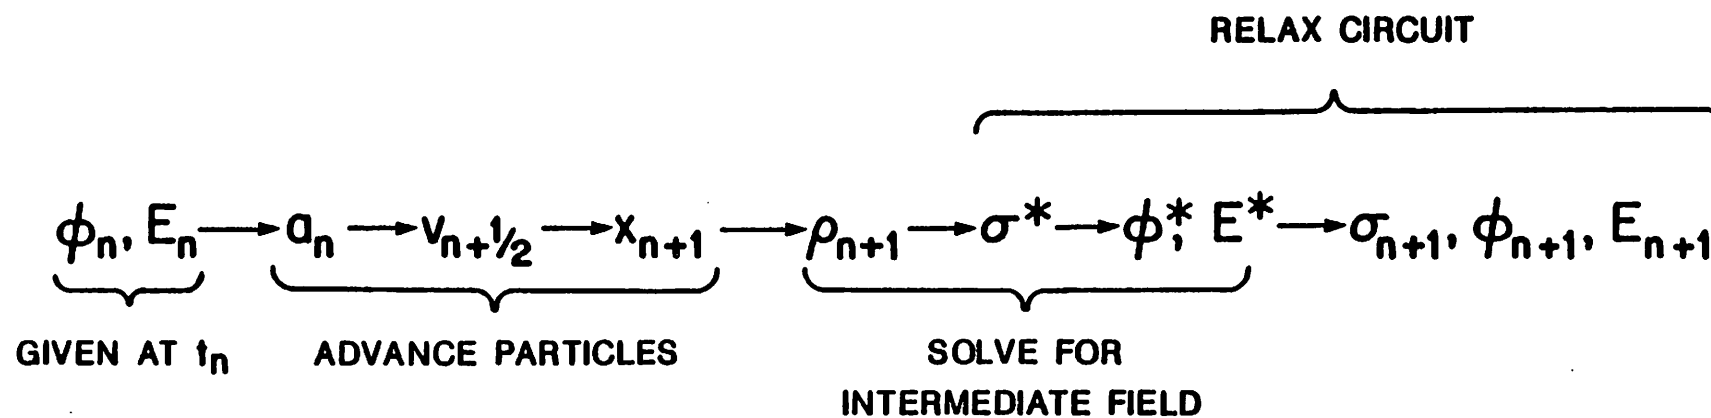 RELAX CIRCUIT
ϕₙ, Eₙ → aₙ → vₙ₊₁/₂ → xₙ₊₁ → ρₙ₊₁ → σ* → ϕ*, E* → σₙ₊₁, ϕₙ₊₁, Eₙ₊₁
GIVEN AT tₙ ADVANCE PARTICLES SOLVE FOR
INTERMEDIATE FIELD